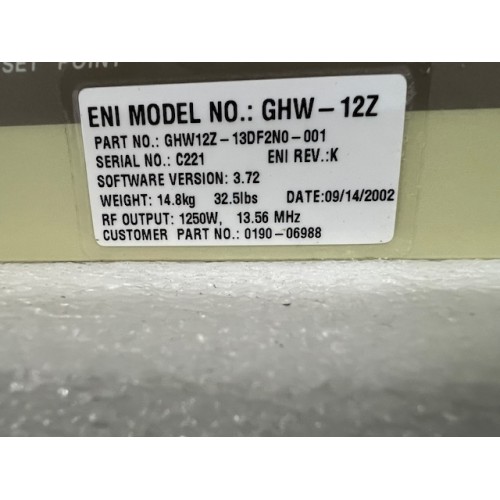 SET POINT
ENI MODEL NO.: GHW-12Z
PART NO.: GHW12Z-13DF2N0-001
SERIAL NO.: C221 ENI REV.:K
SOFTWARE VERSION: 3.72
WEIGHT: 14.8kg 32.5lbs DATE:09/14/2002
RF OUTPUT: 1250W, 13.56 MHz
CUSTOMER PART NO.: 0190-06988